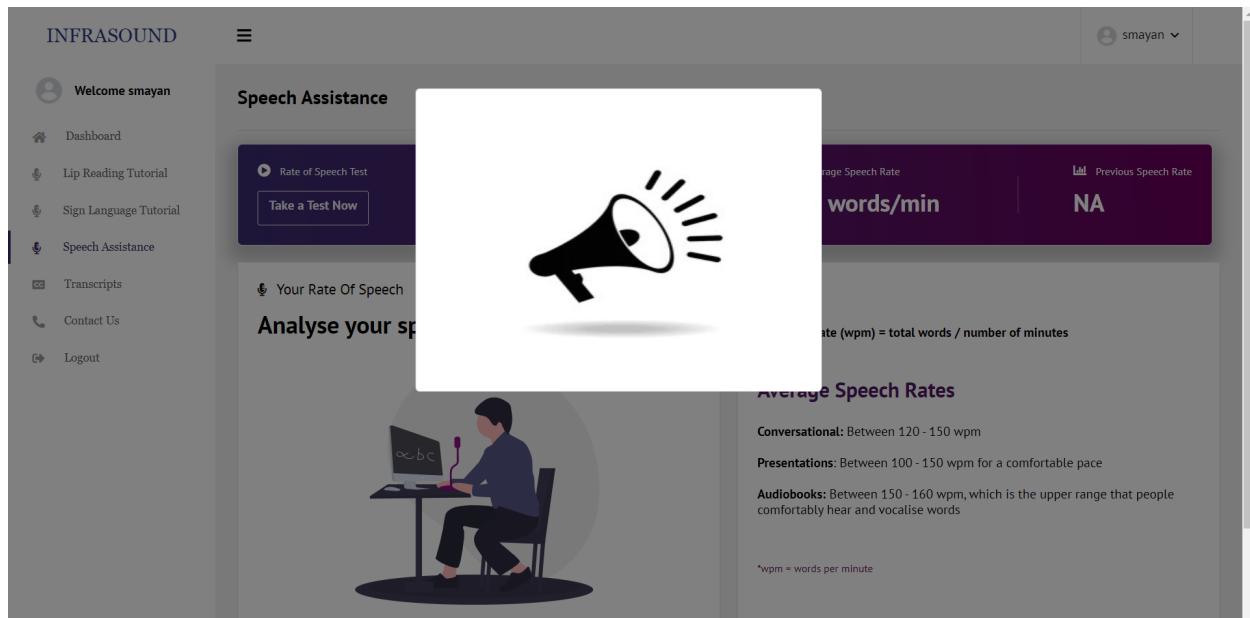 INFRASOUND
smayan
Welcome smayan
Dashboard
Lip Reading Tutorial
Sign Language Tutorial
Speech Assistance
Transcripts
Contact Us
Logout
Speech Assistance
Rate of Speech Test
Take a Test Now
Speech Rate
words/min
Previous Speech Rate
NA
Your Rate Of Speech
Analyse your
(wpm) = total words / number of minutes
Average Speech Rates
Conversational: Between 120 - 150 wpm
Presentations: Between 100 - 150 wpm for a comfortable pace
Audiobooks: Between 150 - 160 wpm, which is the upper range that people
comfortably hear and vocalise words
*wpm = words per minute
abc